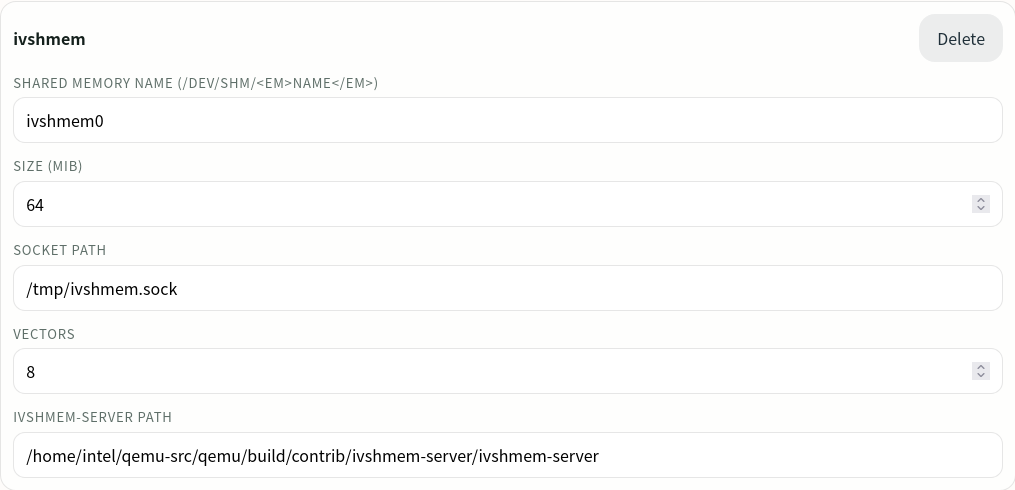 ivshmem
Delete
SHARED MEMORY NAME (/DEV/SHM/<EM>NAME</EM>)
ivshmem0
SIZE (MIB)
64
SOCKET PATH
/tmp/ivshmem.sock
VECTORS
8
IVSHMEM-SERVER PATH
/home/intel/qemu-src/qemu/build/contrib/ivshmem-server/ivshmem-server